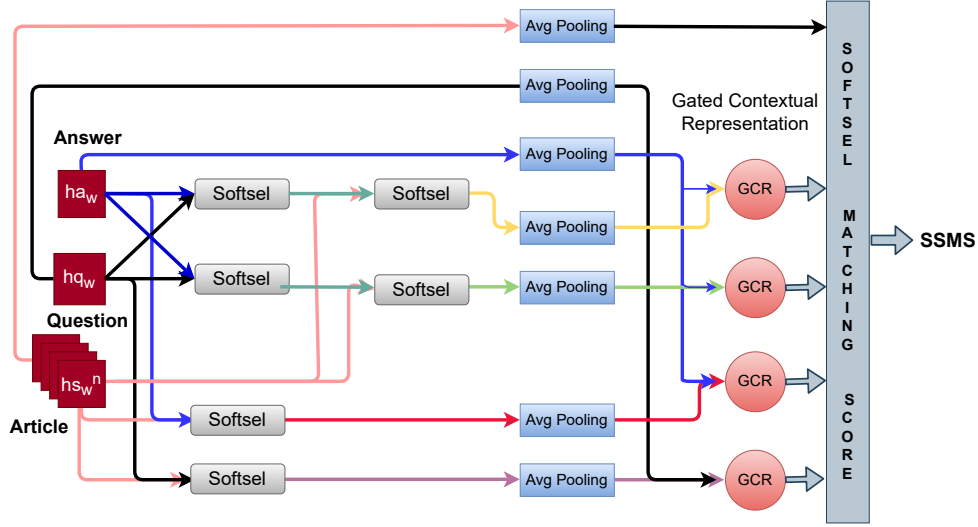 Avg Pooling
Avg Pooling
Gated Contextual
Representation
Answer
Avg Pooling
ha_w
Softsel
Softsel
GCR
Avg Pooling
hq_w
Softsel
Softsel
Avg Pooling
GCR
Question
hs_w^n
GCR
Article
Softsel
Avg Pooling
Softsel
Avg Pooling
GCR
SOFTSEL
MATCHING
SCORE
SSMS